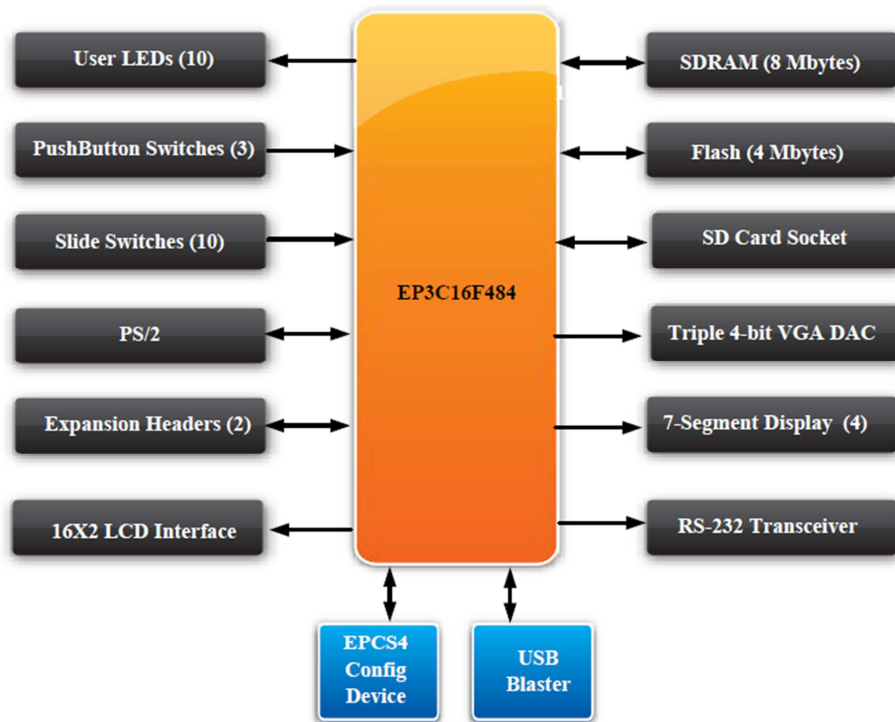 User LEDs (10)
PushButton Switches (3)
Slide Switches (10)
PS/2
Expansion Headers (2)
16X2 LCD Interface
EP3C16F484
SDRAM (8 Mbytes)
Flash (4 Mbytes)
SD Card Socket
Triple 4-bit VGA DAC
7-Segment Display (4)
RS-232 Transceiver
EPCS4
Config
Device
USB
Blaster